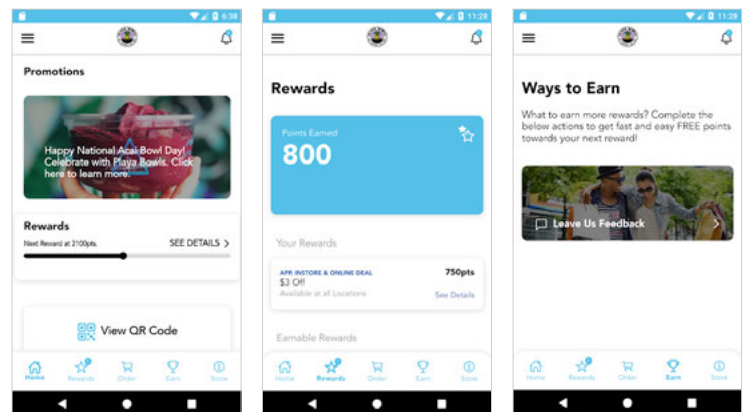 6:38
Promotions
Happy National Acai Bowl Day!
Celebrate with Playa Bowls. Click
here to learn more.
Rewards
Next Reward at 2100pts.
SEE DETAILS >
View QR Code
Home
Rewards
Order
Earn
Store
11:28
Rewards
Points Earned
800
Your Rewards
APP, INSTORE & ONLINE DEAL
750pts
$3 Off
Available at all Locations
See Details
Earnable Rewards
Home
Rewards
Order
Earn
Store
11:28
Ways to Earn
What to earn more rewards? Complete the
below actions to get fast and easy FREE points
towards your next reward!
Leave Us Feedback
Home
Rewards
Order
Earn
Store